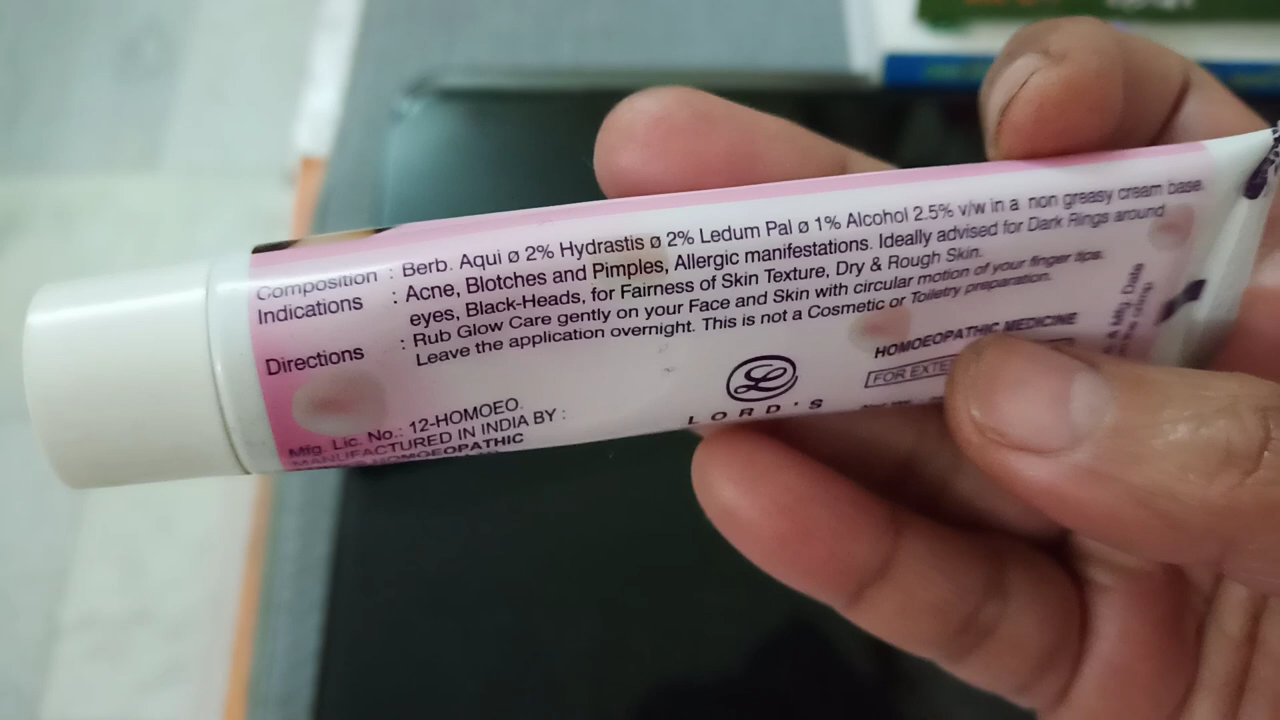 Composition : Berb. Aqui ø 2% Hydrastis ø 2% Ledum Pal ø 1% Alcohol 2.5% v/w in a non greasy cream base.
Indications : Acne, Blotches and Pimples, Allergic manifestations. Ideally advised for Dark Rings around
eyes, Black-Heads, for Fairness of Skin Texture, Dry & Rough Skin.
Directions : Rub Glow Care gently on your Face and Skin with circular motion of your finger tips.
Leave the application overnight. This is not a Cosmetic or Toiletry preparation.
HOMOEOPATHIC MEDICINE
FOR
LORD'S
Mfg. Lic. No.: 12-HOMOEO.
MANUFACTURED IN INDIA BY :
HOMOEOPATHIC
& Mfg. Date